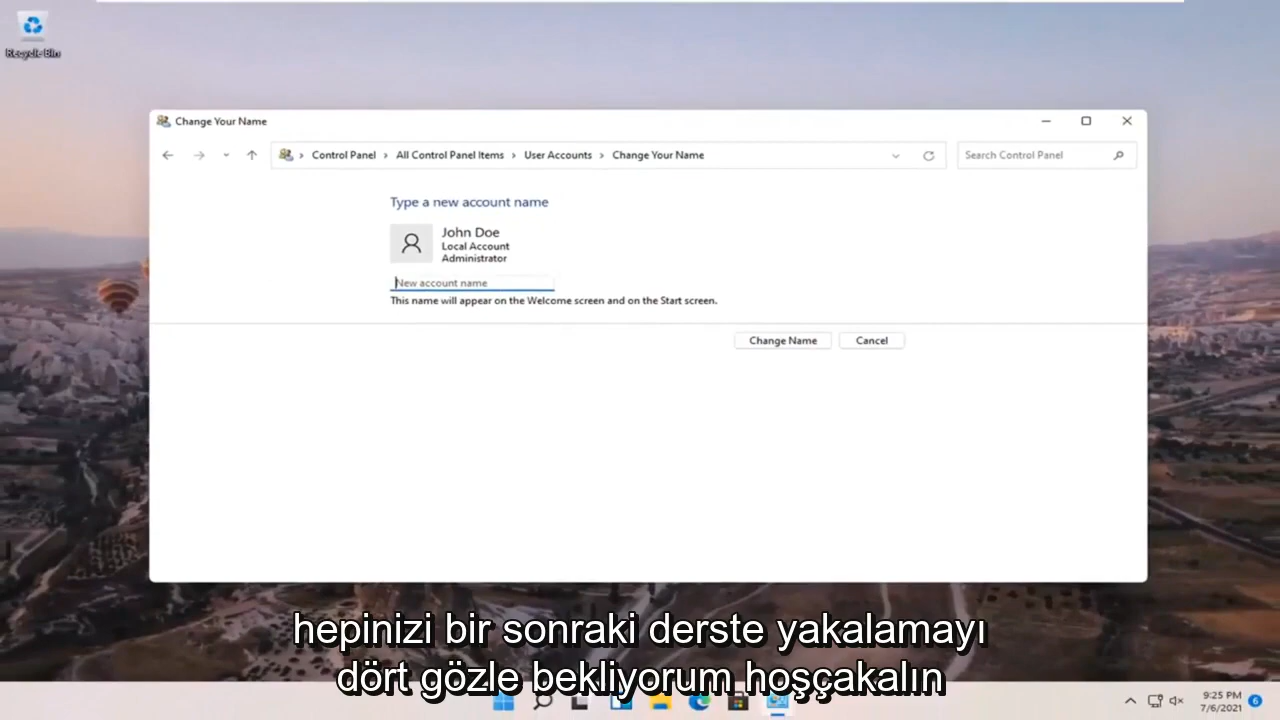 Recycle Bin
Change Your Name
Control Panel > All Control Panel Items > User Accounts > Change Your Name
Search Control Panel
Type a new account name
John Doe
Local Account
Administrator
New account name
This name will appear on the Welcome screen and on the Start screen.
Change Name
Cancel
hepinizi bir sonraki derste yakalamayı
dört gözle bekliyorum hoşçakalın
9:25 PM
7/6/2021
6